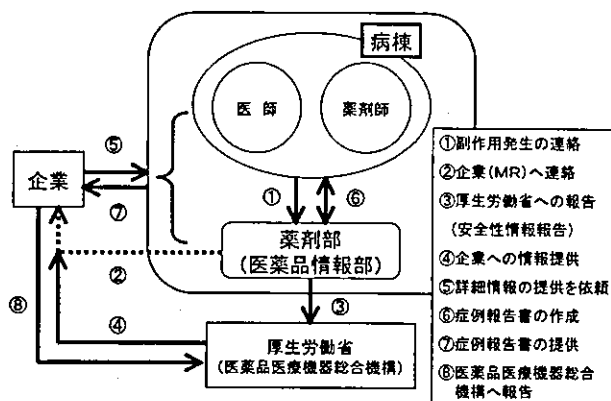 病棟
医師
薬剤師
⑤
企業
⑦
①
⑥
薬剤部
(医薬品情報部)
②
③
⑧
④
厚生労働省
(医薬品医療機器総合機構)
①副作用発生の連絡
②企業(MR)へ連絡
③厚生労働省への報告
(安全性情報報告)
④企業への情報提供
⑤詳細情報の提供を依頼
⑥症例報告書の作成
⑦症例報告書の提供
⑧医薬品医療機器総合
機構へ報告